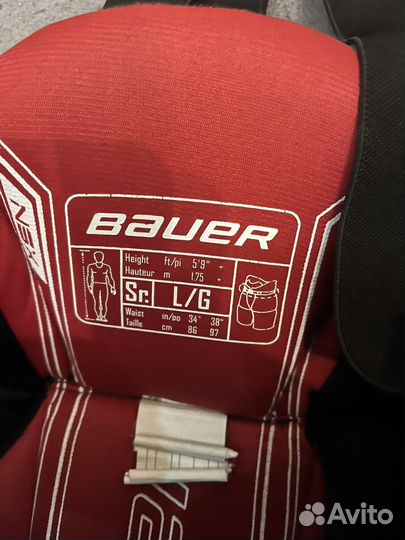 BAUER
Height ft/pi 5'9" +
Hauteur m 1.75 +
Sr. L/G
Waist in/po 34" 38"
Taille cm 86 97
Avito